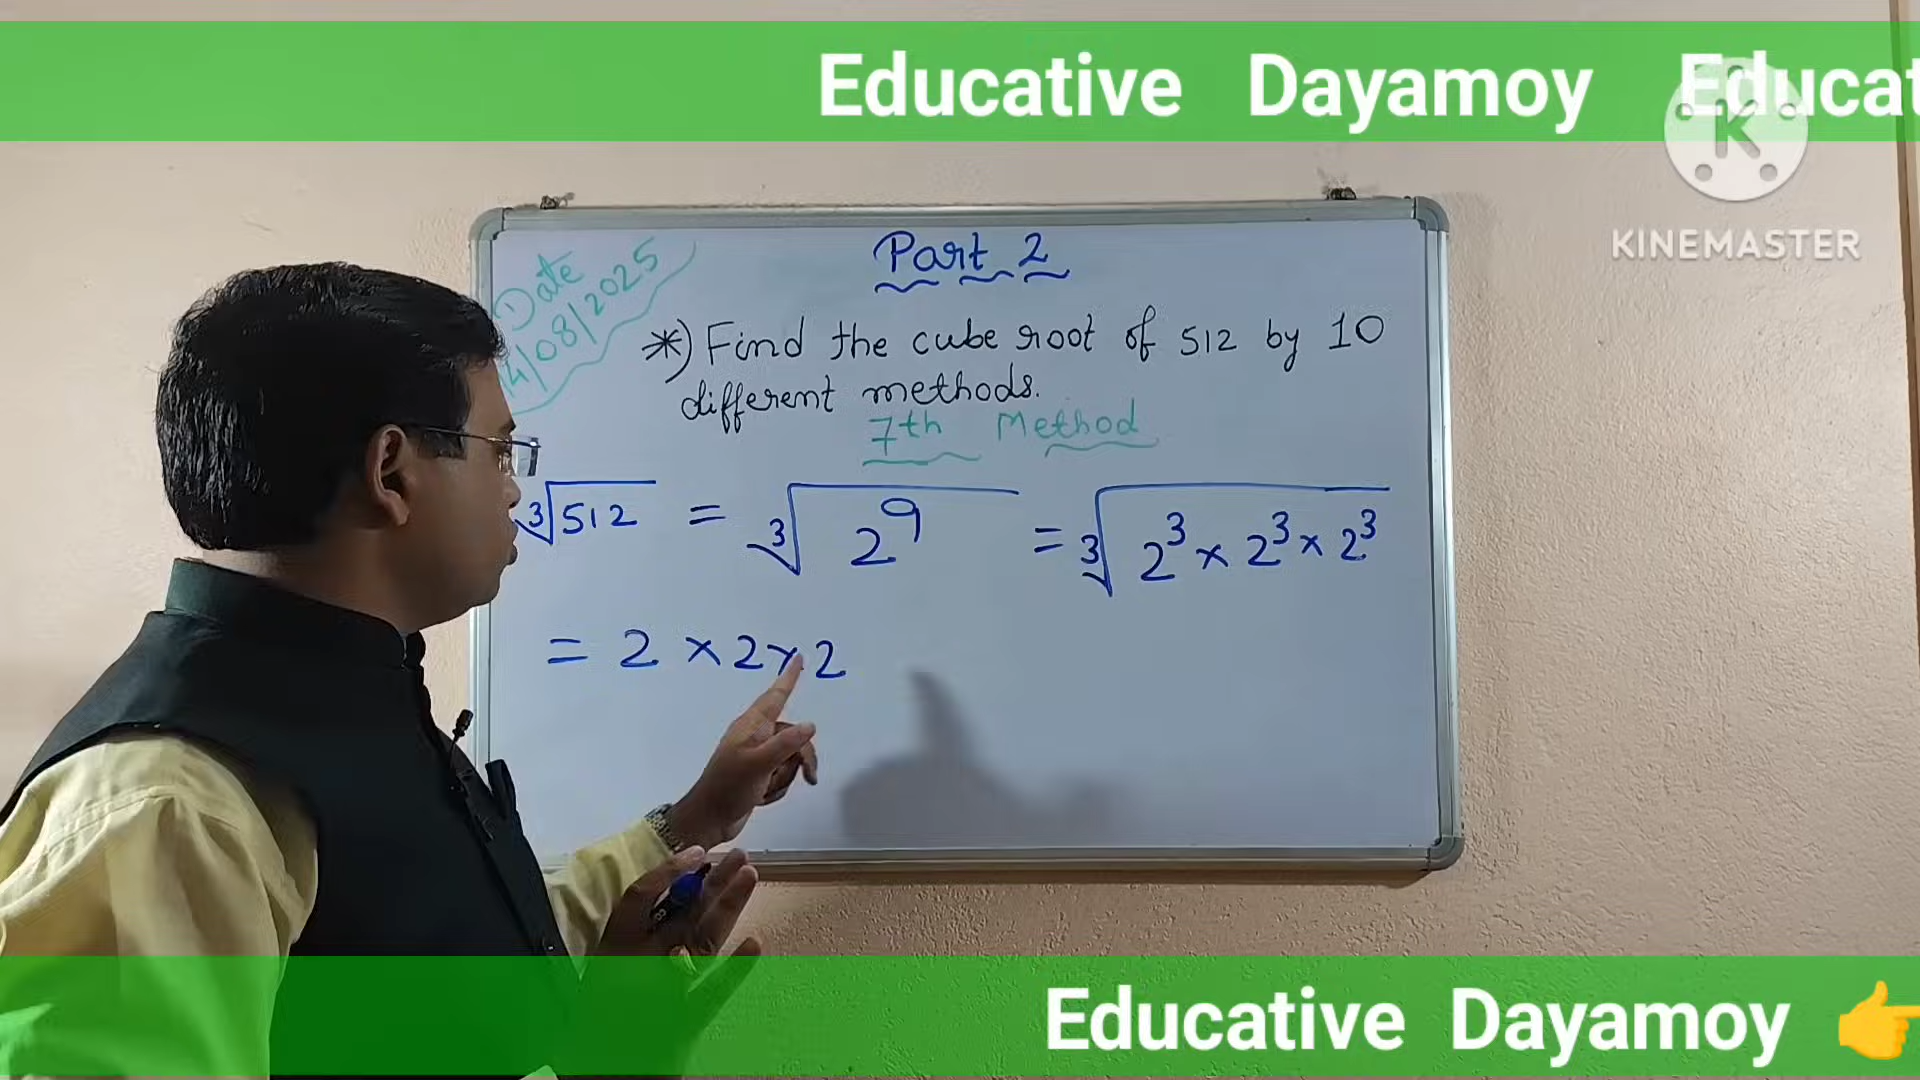 Educative Dayamoy Educat
KINEMASTER
Part 2
Date
/08/2025
*) Find the cube root of 512 by 10
different methods.
7th Method
∛512 = ∛2⁹ = ∛2³ × 2³ × 2³
= 2 × 2 × 2
Educative Dayamoy 👉